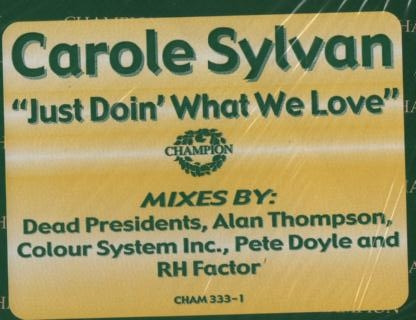 Carole Sylvan
“Just Doin’ What We Love”
CHAMPION
MIXES BY:
Dead Presidents, Alan Thompson,
Colour System Inc., Pete Doyle and
RH Factor
CHAM 333-1